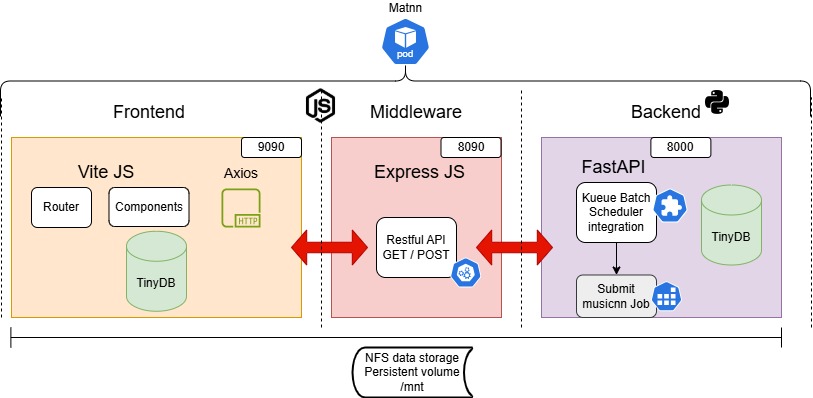 Matnn
pod
Frontend
JS
Middleware
Backend
9090
8090
8000
Vite JS
Axios
Express JS
FastAPI
Router
Components
HTTP
TinyDB
Restful API
GET / POST
Kueue Batch
Scheduler
integration
TinyDB
Submit
musicnn Job
NFS data storage
Persistent volume
/mnt